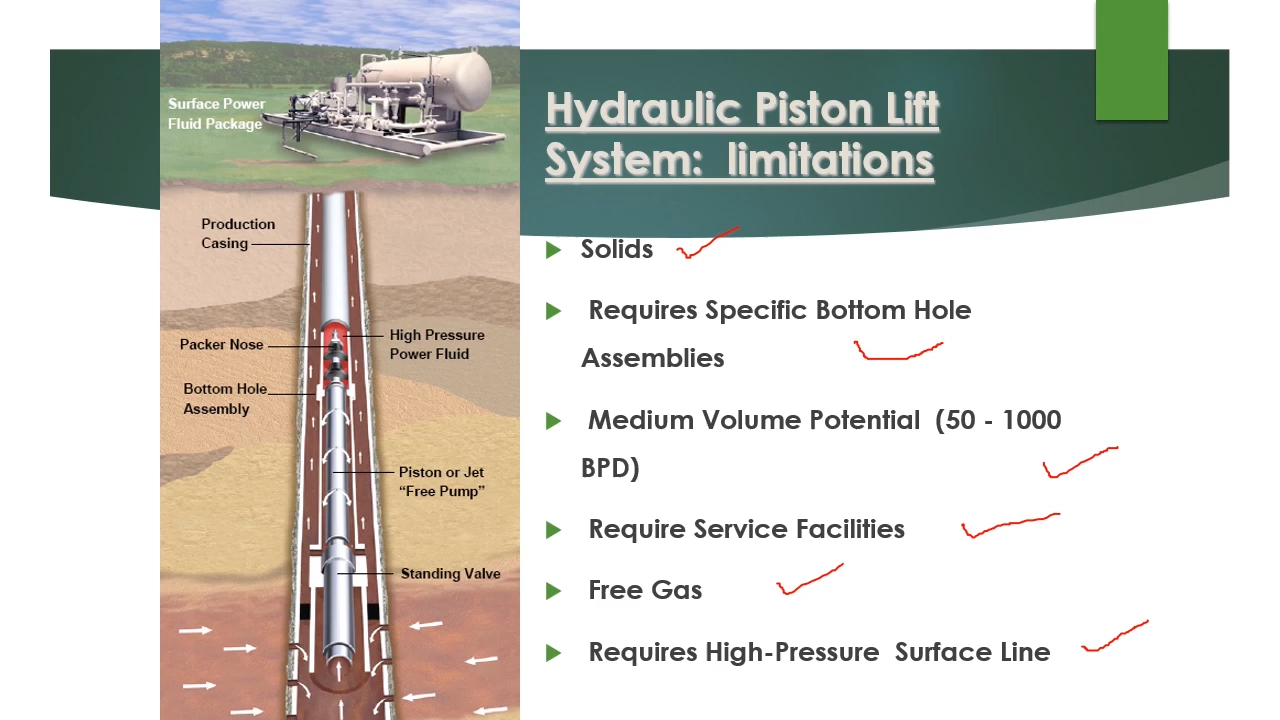 Surface Power
Fluid Package
Production
Casing
Packer Nose
High Pressure
Power Fluid
Bottom Hole
Assembly
Piston or Jet
“Free Pump”
Standing Valve
Hydraulic Piston Lift
System: limitations
Solids
Requires Specific Bottom Hole
Assemblies
Medium Volume Potential (50 - 1000
BPD)
Require Service Facilities
Free Gas
Requires High-Pressure Surface Line